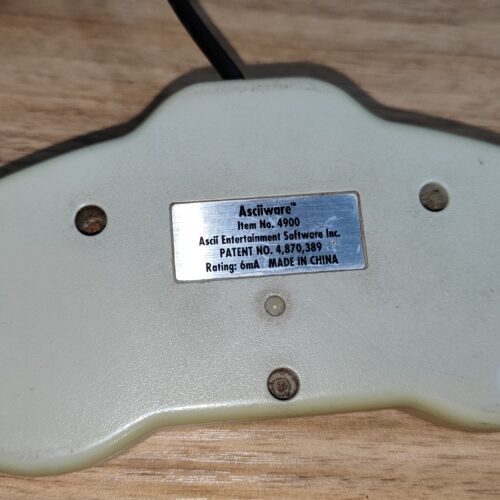 Asciiware™
Item No. 4900
Ascii Entertainment Software Inc.
PATENT NO. 4,870,389
Rating: 6mA MADE IN CHINA